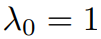 λ₀ = 1